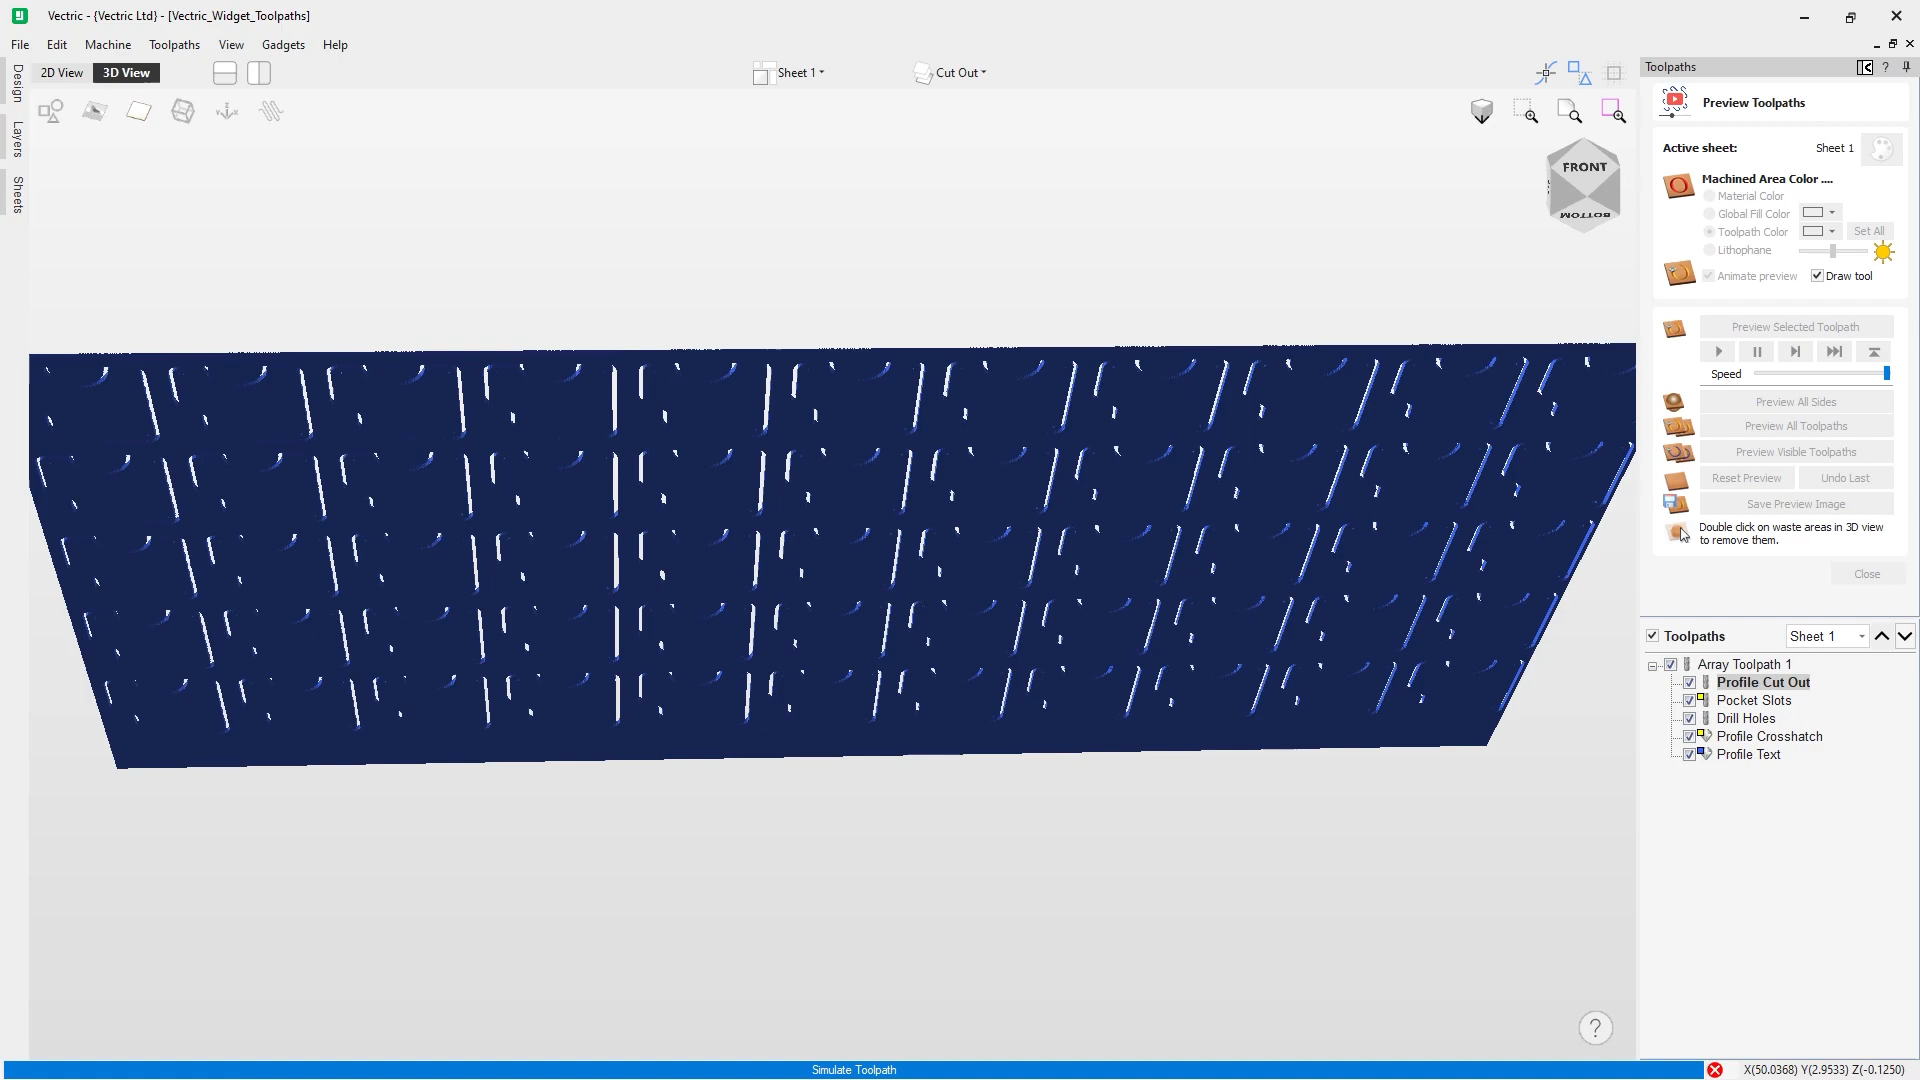 Vectric - {Vectric Ltd} - [Vectric_Widget_Toolpaths]
File Edit Machine Toolpaths View Gadgets Help
2D View 3D View Sheet 1 Cut Out
Design
Layers
Sheets
FRONT
BOTTOM
Toolpaths
Preview Toolpaths
Active sheet: Sheet 1
Machined Area Color ....
Material Color
Global Fill Color
Toolpath Color Set All
Lithophane
Animate preview Draw tool
Preview Selected Toolpath
Speed
Preview All Sides
Preview All Toolpaths
Preview Visible Toolpaths
Reset Preview Undo Last
Save Preview Image
Double click on waste areas in 3D view
to remove them.
Close
Toolpaths Sheet 1
Array Toolpath 1
Profile Cut Out
Pocket Slots
Drill Holes
Profile Crosshatch
Profile Text
Simulate Toolpath
X(50.0368) Y(2.9533) Z(-0.1250)